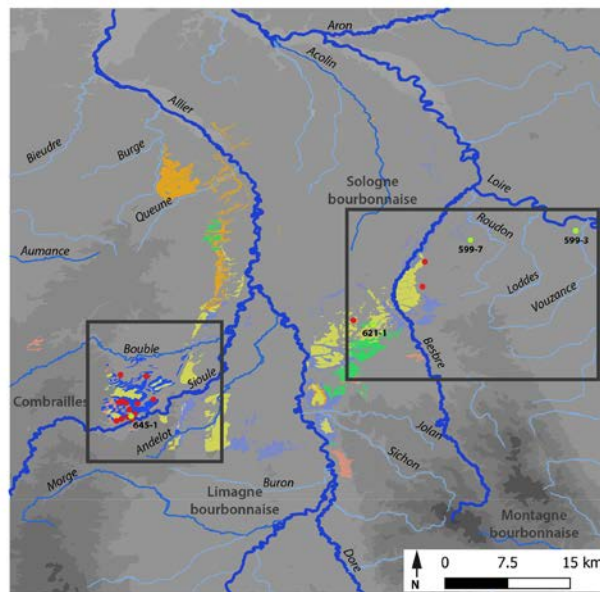 Aron
Acolin
Allier
Bieudre
Burge
Queune
Loire
Sologne
bourbonnaise
Roudon
599-7
599-3
Aumance
Loddes
Vouzance
621-1
Besbre
Bouble
Sioule
Combrailles
645-1
Andelot
Jolan
Sichon
Morge
Buron
Limagne
bourbonnaise
Montagne
bourbonnaise
Dore
N
0 7.5 15 km